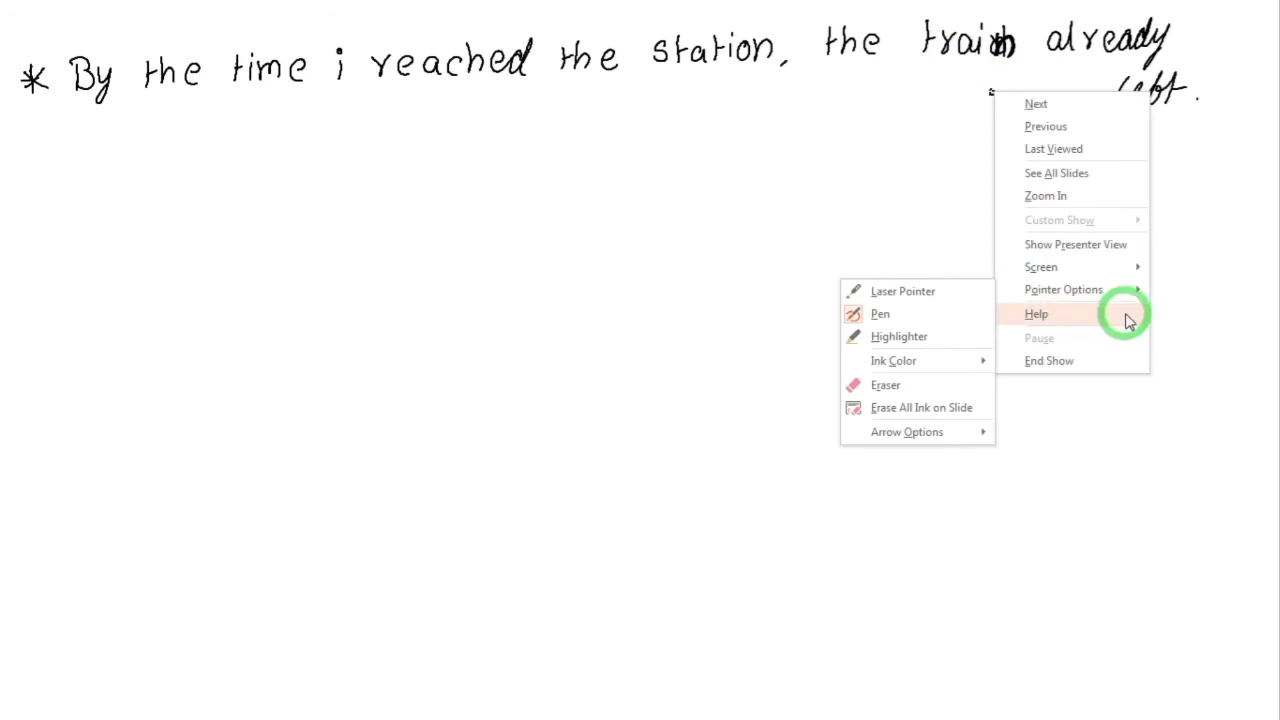 * By the time i reached the station, the train already
left.
Next
Previous
Last Viewed
See All Slides
Zoom In
Custom Show
Show Presenter View
Screen
Pointer Options
Help
Pause
End Show
Laser Pointer
Pen
Highlighter
Ink Color
Eraser
Erase All Ink on Slide
Arrow Options